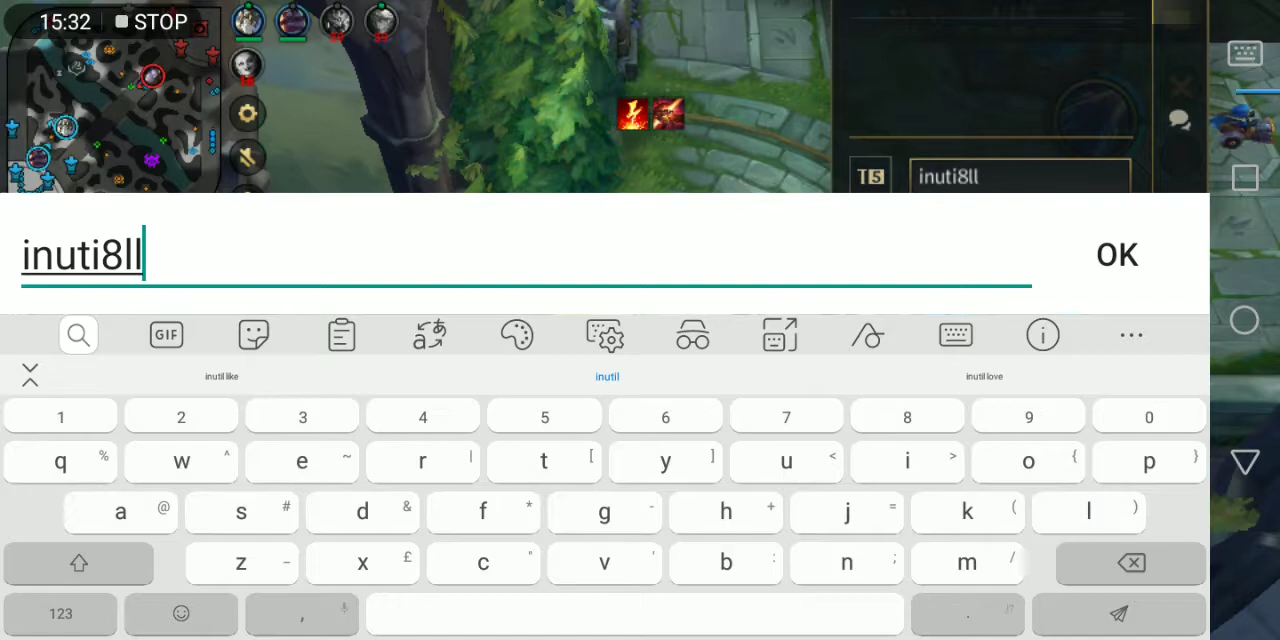 15:32 STOP
T5 inuti8ll
inuti8ll OK
GIF
inutil like inutil inutil love
1 2 3 4 5 6 7 8 9 0
q % w ^ e ~ r | t [ y ] u < i > o { p }
a @ s # d & f * g - h + j = k ( l )
z _ x £ c " v ' b : n ; m /
123 , . !?